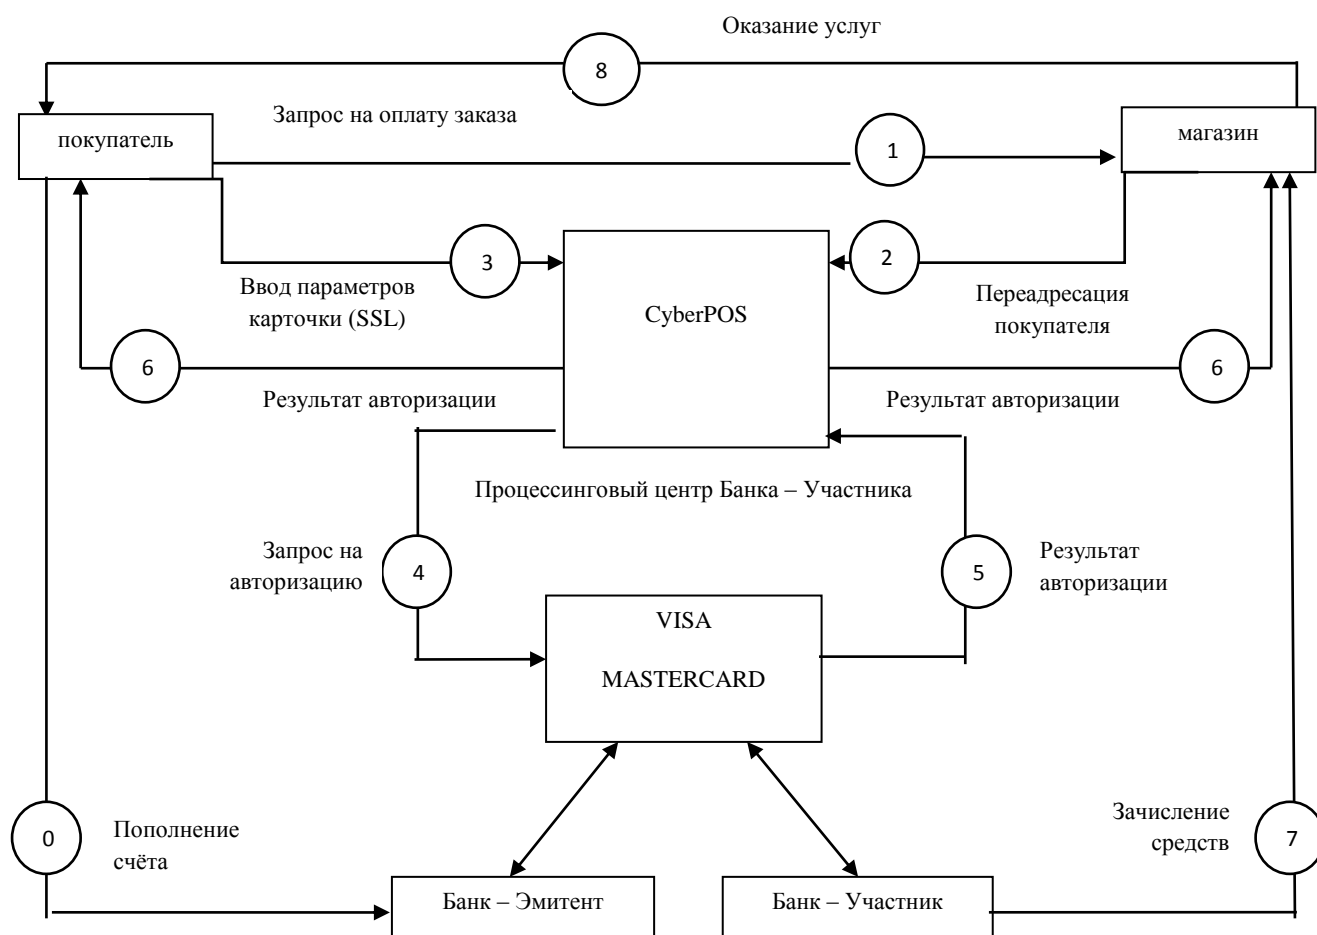 Оказание услуг
8
Запрос на оплату заказа
покупатель
1
магазин
3
2
Ввод параметров
карточки (SSL)
CyberPOS
Переадресация
покупателя
6
6
Результат авторизации
Результат авторизации
Процессинговый центр Банка – Участника
Запрос на
авторизацию
4
5
Результат
авторизации
VISA
MASTERCARD
0
Пополнение
счёта
Зачисление
средств
7
Банк – Эмитент
Банк – Участник